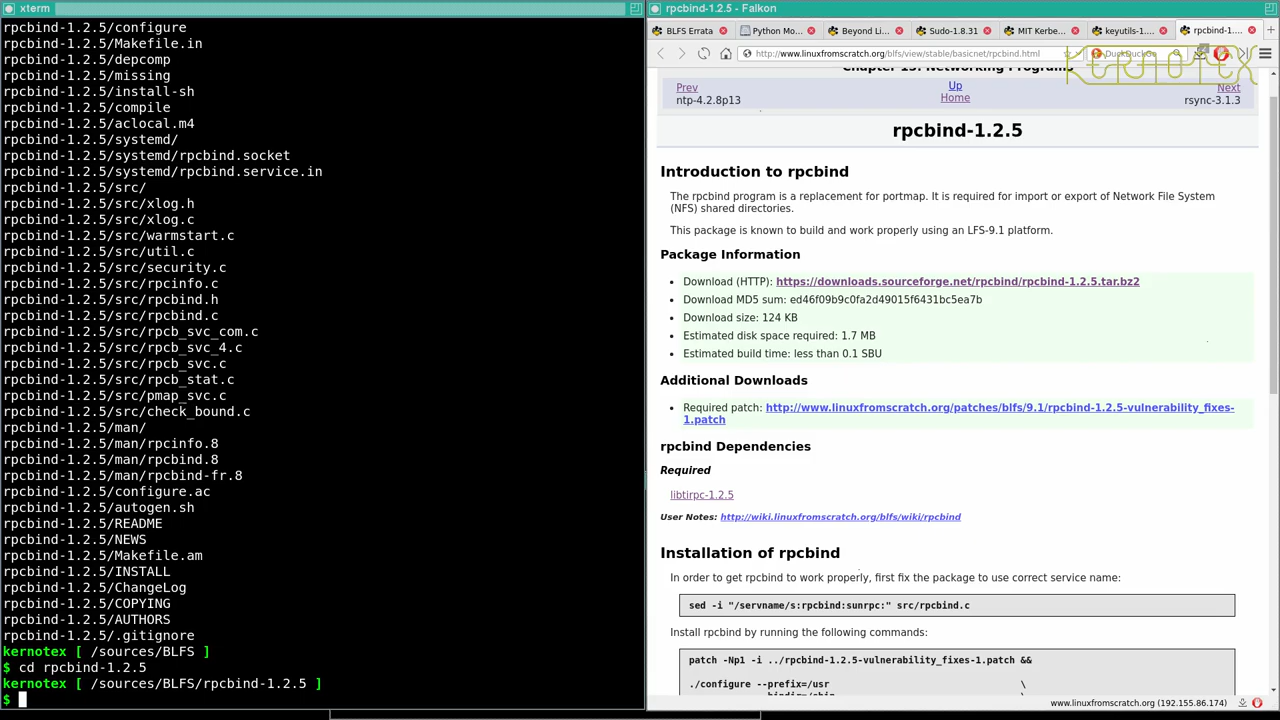 xterm
rpcbind-1.2.5/configure
rpcbind-1.2.5/Makefile.in
rpcbind-1.2.5/depcomp
rpcbind-1.2.5/missing
rpcbind-1.2.5/install-sh
rpcbind-1.2.5/compile
rpcbind-1.2.5/aclocal.m4
rpcbind-1.2.5/systemd/
rpcbind-1.2.5/systemd/rpcbind.socket
rpcbind-1.2.5/systemd/rpcbind.service.in
rpcbind-1.2.5/src/
rpcbind-1.2.5/src/xlog.h
rpcbind-1.2.5/src/xlog.c
rpcbind-1.2.5/src/warmstart.c
rpcbind-1.2.5/src/util.c
rpcbind-1.2.5/src/security.c
rpcbind-1.2.5/src/rpcinfo.c
rpcbind-1.2.5/src/rpcbind.h
rpcbind-1.2.5/src/rpcbind.c
rpcbind-1.2.5/src/rpcb_svc_com.c
rpcbind-1.2.5/src/rpcb_svc_4.c
rpcbind-1.2.5/src/rpcb_svc.c
rpcbind-1.2.5/src/rpcb_stat.c
rpcbind-1.2.5/src/pmap_svc.c
rpcbind-1.2.5/src/check_bound.c
rpcbind-1.2.5/man/
rpcbind-1.2.5/man/rpcinfo.8
rpcbind-1.2.5/man/rpcbind.8
rpcbind-1.2.5/man/rpcbind-fr.8
rpcbind-1.2.5/configure.ac
rpcbind-1.2.5/autogen.sh
rpcbind-1.2.5/README
rpcbind-1.2.5/NEWS
rpcbind-1.2.5/Makefile.am
rpcbind-1.2.5/INSTALL
rpcbind-1.2.5/ChangeLog
rpcbind-1.2.5/COPYING
rpcbind-1.2.5/AUTHORS
rpcbind-1.2.5/.gitignore
kernotex [ /sources/BLFS ]
$ cd rpcbind-1.2.5
kernotex [ /sources/BLFS/rpcbind-1.2.5 ]
$
rpcbind-1.2.5 - Falkon
BLFS Errata Python Mo... Beyond Li... Sudo-1.8.31 MIT Kerbe... keyutils-1.... rpcbind-1....
http://www.linuxfromscratch.org/blfs/view/stable/basicnet/rpcbind.html DuckDuckGo
KERNOTEX
Chapter 15. Networking Programs
Prev Up Next
ntp-4.2.8p13 Home rsync-3.1.3
rpcbind-1.2.5
Introduction to rpcbind
The rpcbind program is a replacement for portmap. It is required for import or export of Network File System
(NFS) shared directories.
This package is known to build and work properly using an LFS-9.1 platform.
Package Information
Download (HTTP): https://downloads.sourceforge.net/rpcbind/rpcbind-1.2.5.tar.bz2
Download MD5 sum: ed46f09b9c0fa2d49015f6431bc5ea7b
Download size: 124 KB
Estimated disk space required: 1.7 MB
Estimated build time: less than 0.1 SBU
Additional Downloads
Required patch: http://www.linuxfromscratch.org/patches/blfs/9.1/rpcbind-1.2.5-vulnerability_fixes-
1.patch
rpcbind Dependencies
Required
libtirpc-1.2.5
User Notes: http://wiki.linuxfromscratch.org/blfs/wiki/rpcbind
Installation of rpcbind
In order to get rpcbind to work properly, first fix the package to use correct service name:
sed -i "/servname/s:rpcbind:sunrpc:" src/rpcbind.c
Install rpcbind by running the following commands:
patch -Np1 -i ../rpcbind-1.2.5-vulnerability_fixes-1.patch &&
./configure --prefix=/usr \
www.linuxfromscratch.org (192.155.86.174)